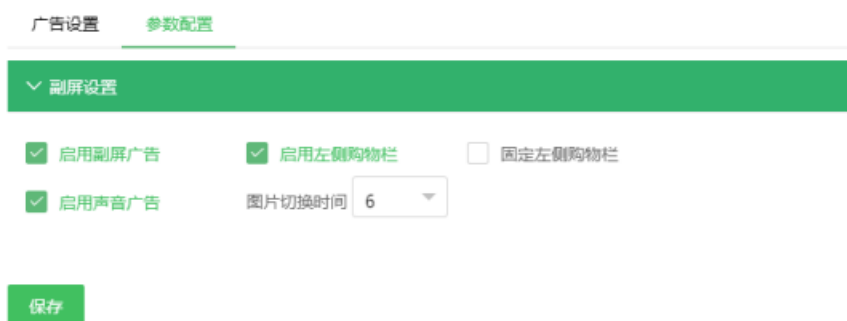 广告设置 参数配置
副屏设置
启用副屏广告 启用左侧购物栏 固定左侧购物栏
启用声音广告 图片切换时间 6
保存